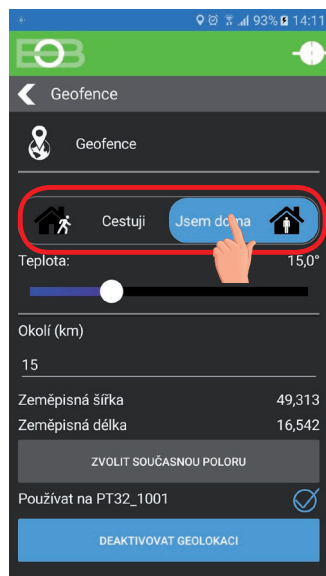 93% 14:11
EOB
Geofence
Geofence
Cestuji Jsem doma
Teplota: 15,0°
Okolí (km)
15
Zeměpisná šířka 49,313
Zeměpisná délka 16,542
ZVOLIT SOUČASNOU POLORU
Používat na PT32_1001
DEAKTIVOVAT GEOLOKACI